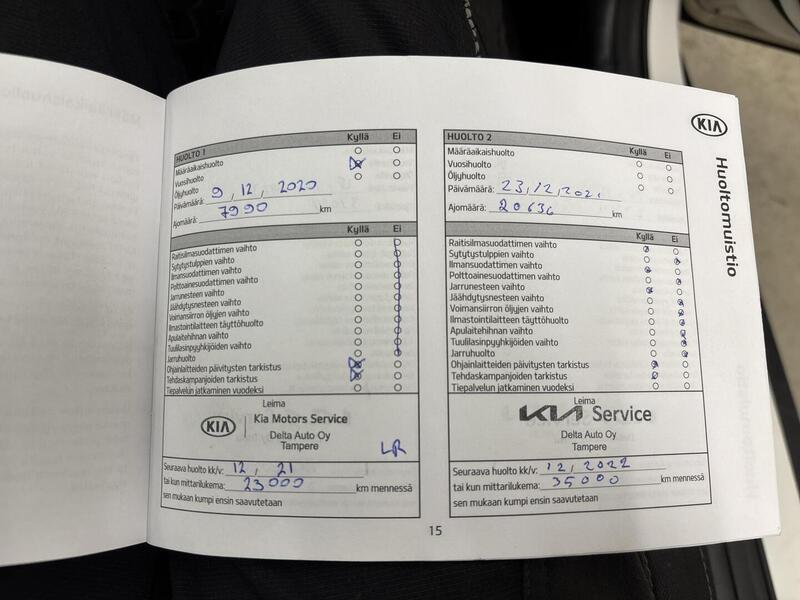 KIA
Huoltomuistio
HUOLTO 1 Kyllä Ei
Määräaikaishuolto
Vuosihuolto
Öljyhuolto
Päivämäärä: 9, 12, 2020
Ajomäärä: 7990 km
Kyllä Ei
Raitisilmasuodattimen vaihto
Sytytystulppien vaihto
Ilmansuodattimen vaihto
Polttoainesuodattimen vaihto
Jarrunesteen vaihto
Jäähdytysnesteen vaihto
Voimansiirron öljyjen vaihto
Ilmastointilaitteen täyttöhuolto
Apulaitehihnan vaihto
Tuulilasinpyyhkijöiden vaihto
Jarruhuolto
Ohjainlaitteiden päivitysten tarkistus
Tehdaskampanjoiden tarkistus
Tiepalvelun jatkaminen vuodeksi
Leima
KIA Kia Motors Service
Delta Auto Oy
Tampere
LR
Seuraava huolto kk/v: 12, 21
tai kun mittarilukema: 23000 km mennessä
sen mukaan kumpi ensin saavutetaan
HUOLTO 2 Kyllä Ei
Määräaikaishuolto
Vuosihuolto
Öljyhuolto
Päivämäärä: 23,12,2021
Ajomäärä: 20636 km
Kyllä Ei
Raitisilmasuodattimen vaihto
Sytytystulppien vaihto
Ilmansuodattimen vaihto
Polttoainesuodattimen vaihto
Jarrunesteen vaihto
Jäähdytysnesteen vaihto
Voimansiirron öljyjen vaihto
Ilmastointilaitteen täyttöhuolto
Apulaitehihnan vaihto
Tuulilasinpyyhkijöiden vaihto
Jarruhuolto
Ohjainlaitteiden päivitysten tarkistus
Tehdaskampanjoiden tarkistus
Tiepalvelun jatkaminen vuodeksi
Leima
KIA Service
Delta Auto Oy
Tampere
Seuraava huolto kk/v: 12, 2022
tai kun mittarilukema: 35000 km mennessä
sen mukaan kumpi ensin saavutetaan
15